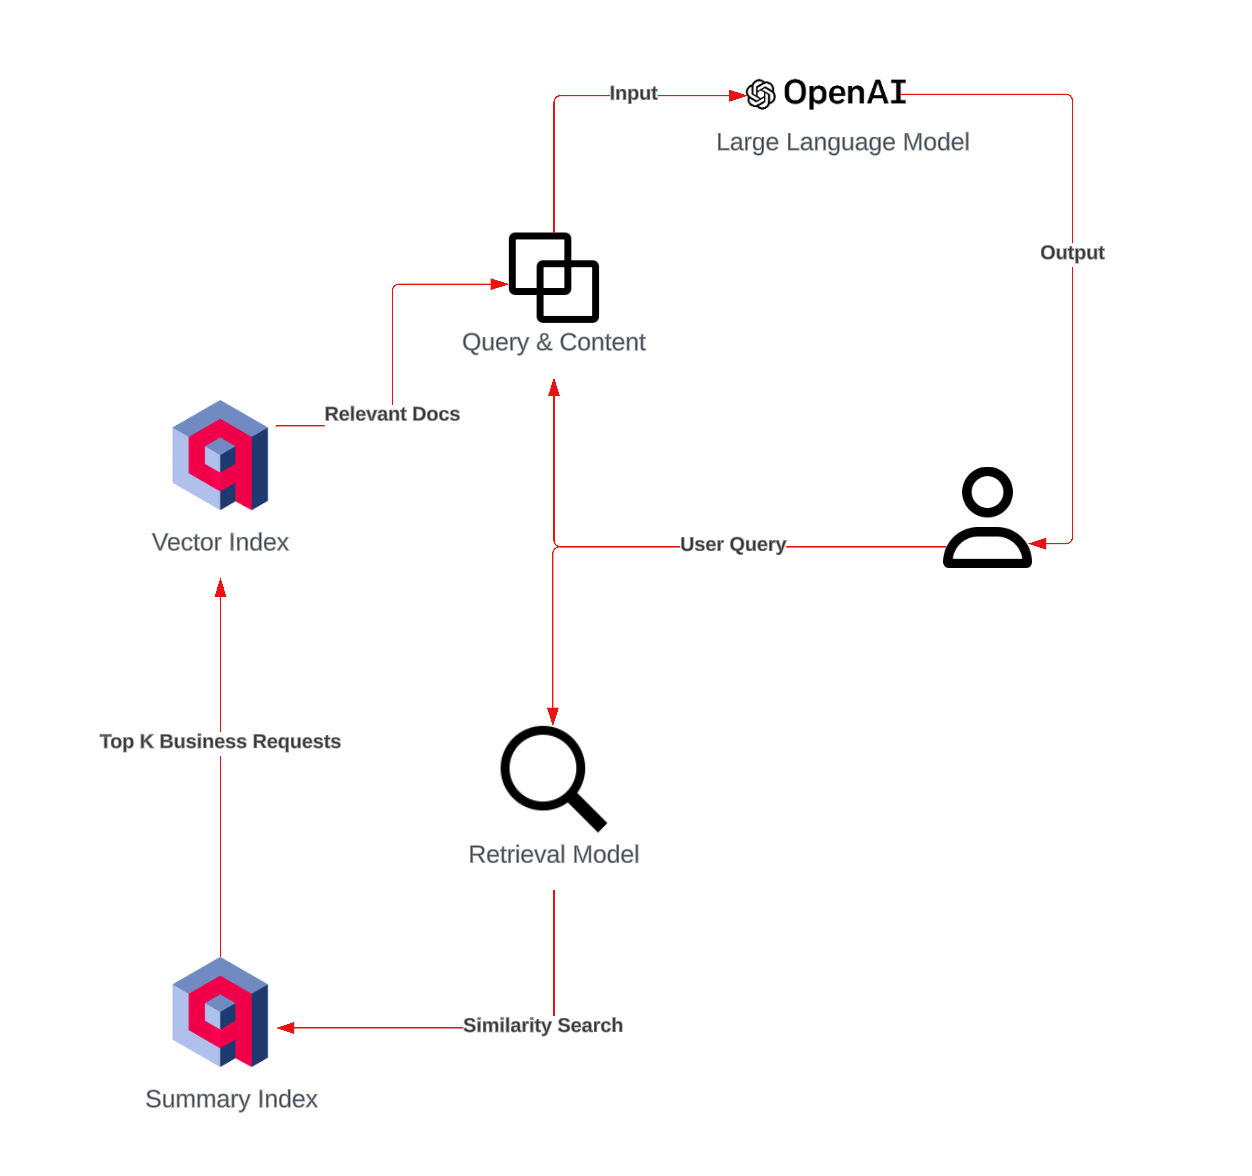 Input
OpenAI
Large Language Model
Output
Query & Content
Relevant Docs
Vector Index
User Query
Top K Business Requests
Retrieval Model
Similarity Search
Summary Index